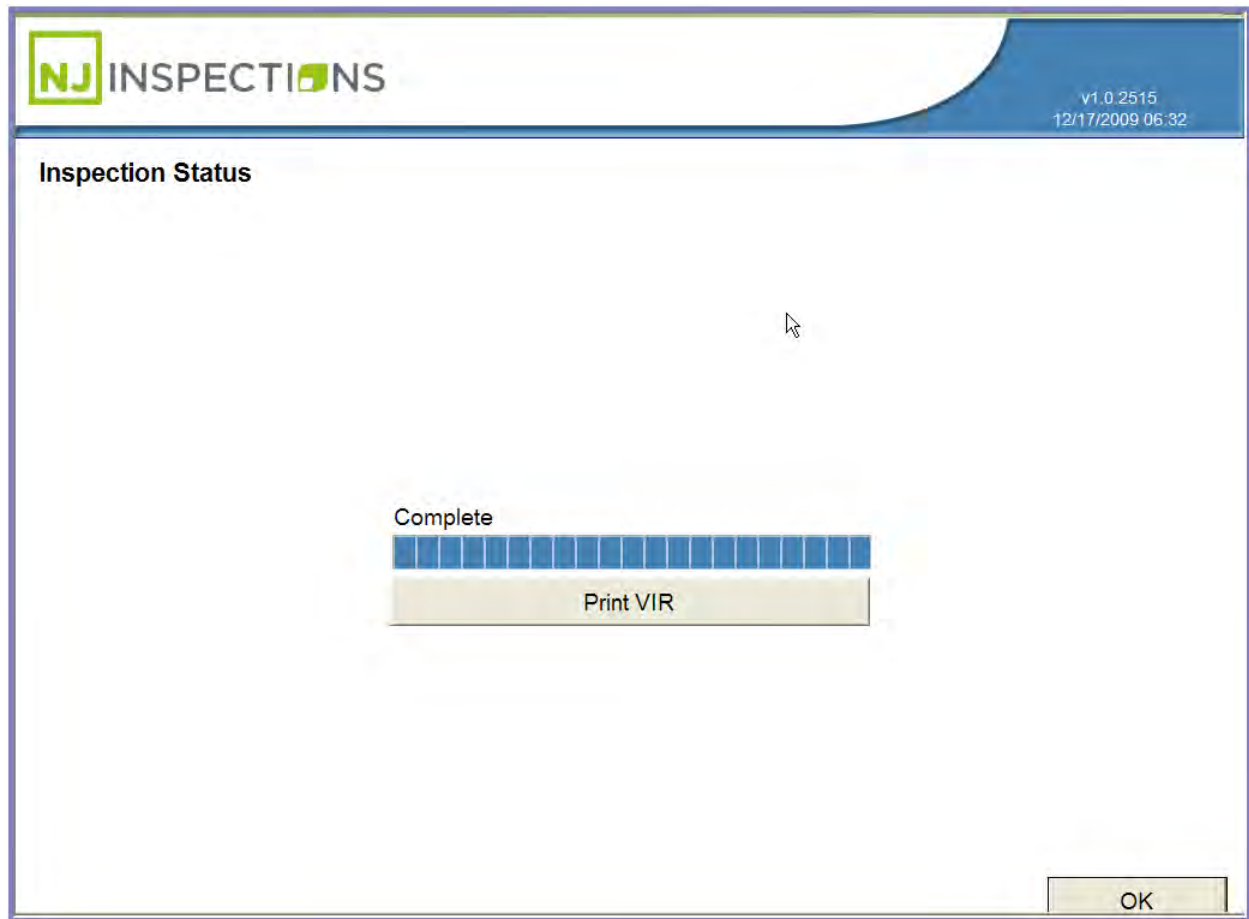 NJ INSPECTIONS
v1.0.2515
12/17/2009 06:32
Inspection Status
Complete
Print VIR
OK